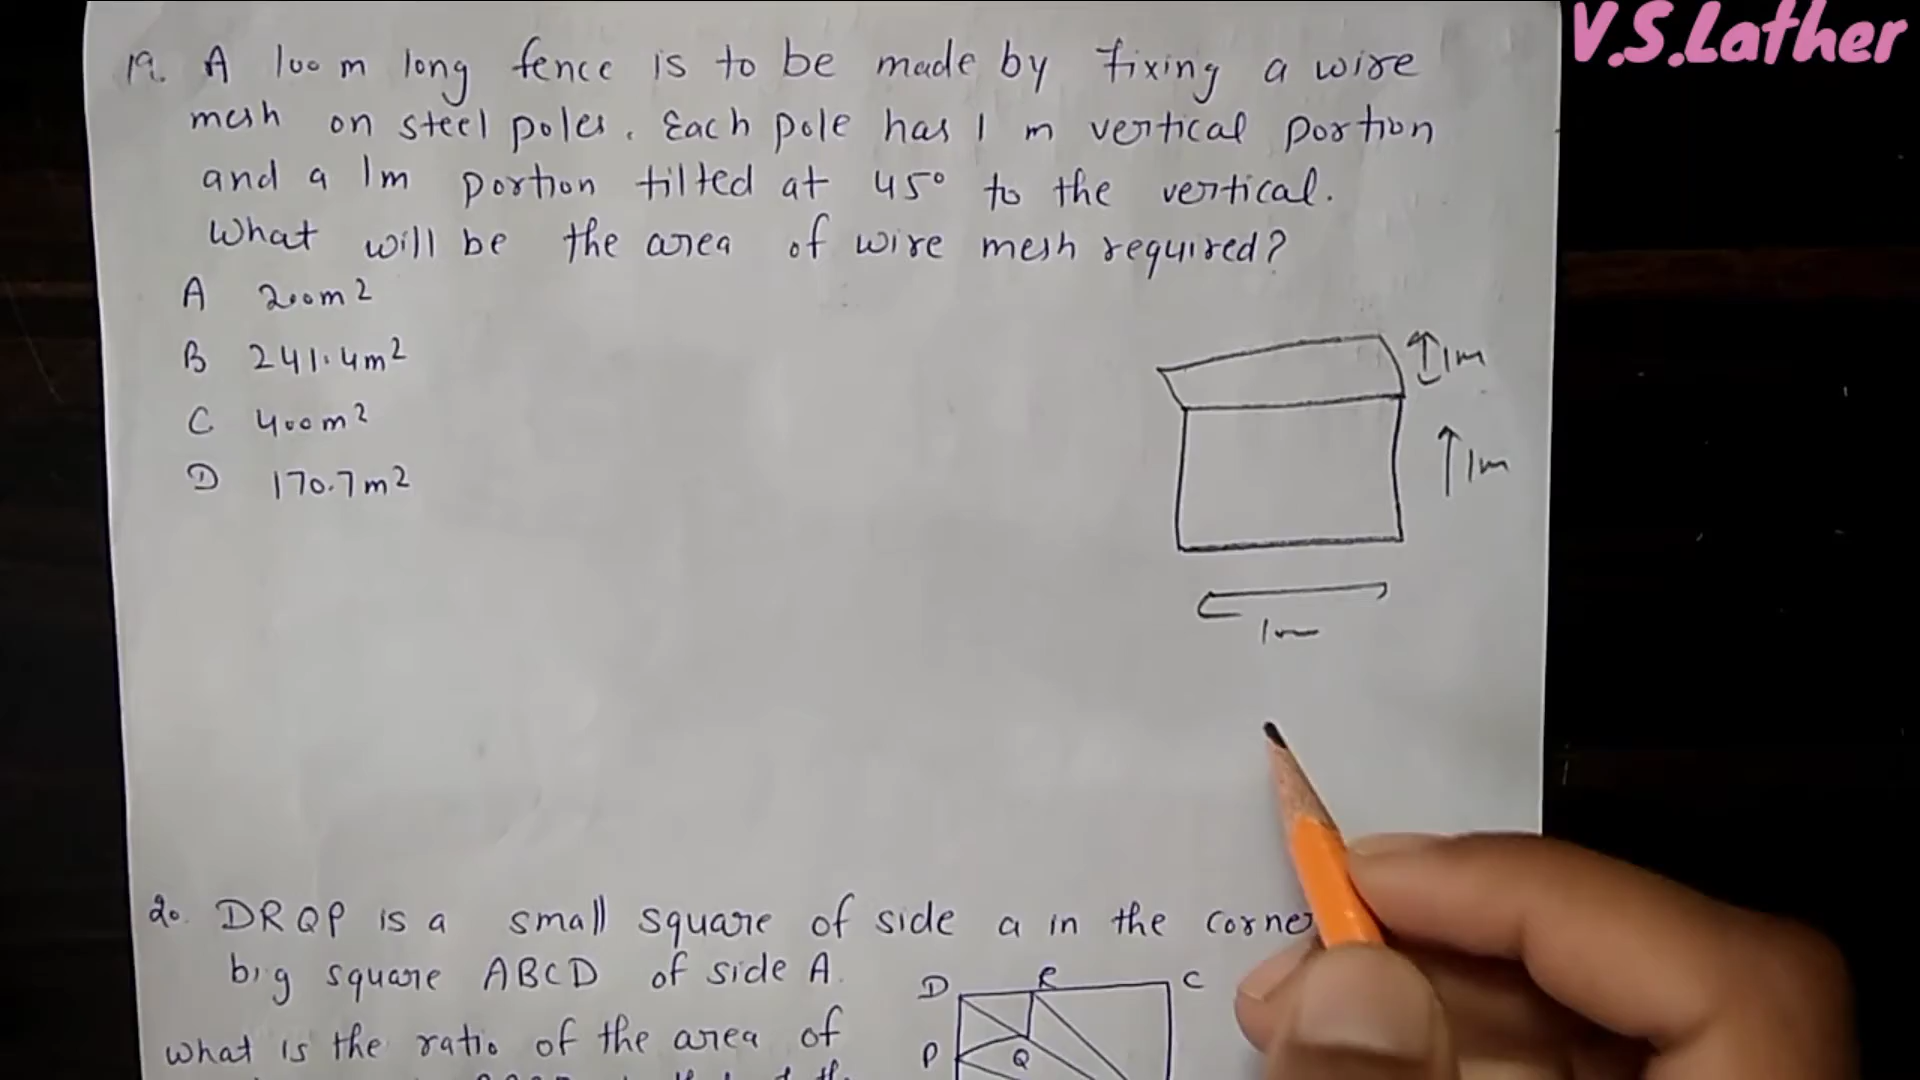 V.S.Lather
19. A 100 m long fence is to be made by fixing a wire
mesh on steel poles. Each pole has 1 m vertical portion
and a 1m portion tilted at 45° to the vertical.
What will be the area of wire mesh required?
A 200m²
B 241.4m²
C 400m²
D 170.7m²
1m
1m
20. DRQP is a small square of side a in the corner
big square ABCD of side A.
What is the ratio of the area of
D R C
P Q